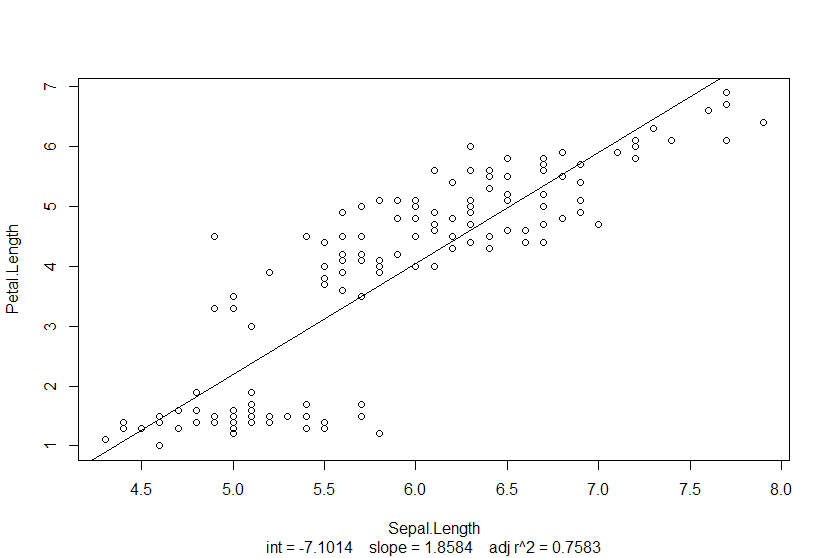 7
6
5
4
3
2
1
Petal.Length
4.5 5.0 5.5 6.0 6.5 7.0 7.5 8.0
Sepal.Length
int = -7.1014 slope = 1.8584 adj r^2 = 0.7583